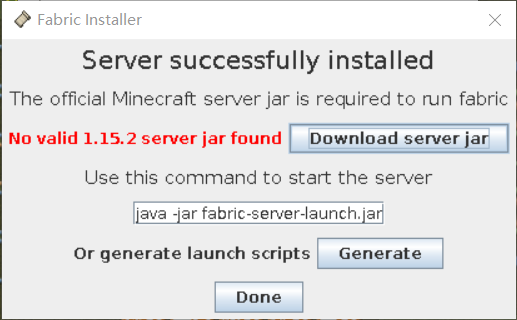 Fabric Installer
Server successfully installed
The official Minecraft server jar is required to run fabric
No valid 1.15.2 server jar found Download server jar
Use this command to start the server
java -jar fabric-server-launch.jar
Or generate launch scripts Generate
Done